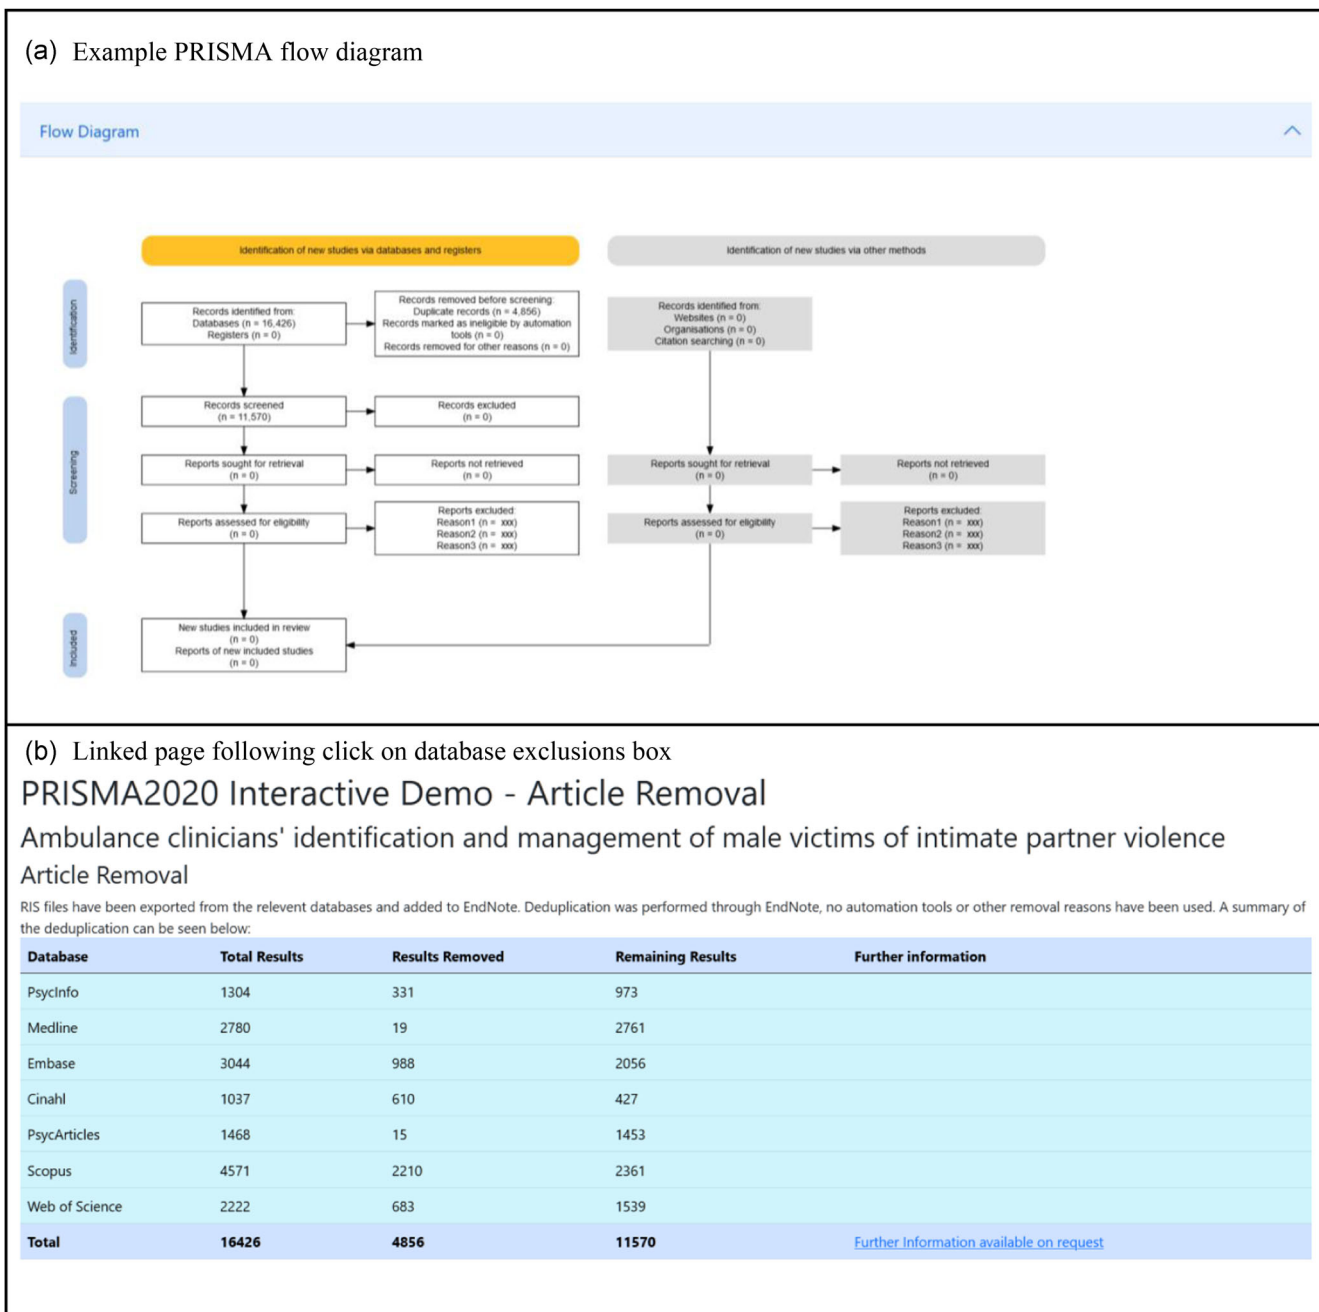 (a) Example PRISMA flow diagram
Flow Diagram
Identification of new studies via databases and registers
Identification of new studies via other methods
Identification
Records identified from:
Databases (n = 16,426)
Registers (n = 0)
Records removed before screening:
Duplicate records (n = 4,856)
Records marked as ineligible by automation
tools (n = 0)
Records removed for other reasons (n = 0)
Records identified from:
Websites (n = 0)
Organisations (n = 0)
Citation searching (n = 0)
Screening
Records screened
(n = 11,570)
Records excluded
(n = 0)
Reports sought for retrieval
(n = 0)
Reports not retrieved
(n = 0)
Reports sought for retrieval
(n = 0)
Reports not retrieved
(n = 0)
Reports assessed for eligibility
(n = 0)
Reports excluded:
Reason1 (n = xxx)
Reason2 (n = xxx)
Reason3 (n = xxx)
Reports assessed for eligibility
(n = 0)
Reports excluded:
Reason1 (n = xxx)
Reason2 (n = xxx)
Reason3 (n = xxx)
Included
New studies included in review
(n = 0)
Reports of new included studies
(n = 0)
(b) Linked page following click on database exclusions box
PRISMA2020 Interactive Demo - Article Removal
Ambulance clinicians' identification and management of male victims of intimate partner violence
Article Removal
RIS files have been exported from the relevent databases and added to EndNote. Deduplication was performed through EndNote, no automation tools or other removal reasons have been used. A summary of
the deduplication can be seen below:
Database Total Results Results Removed Remaining Results Further information
PsycInfo 1304 331 973
Medline 2780 19 2761
Embase 3044 988 2056
Cinahl 1037 610 427
PsycArticles 1468 15 1453
Scopus 4571 2210 2361
Web of Science 2222 683 1539
Total 16426 4856 11570 Further Information available on request